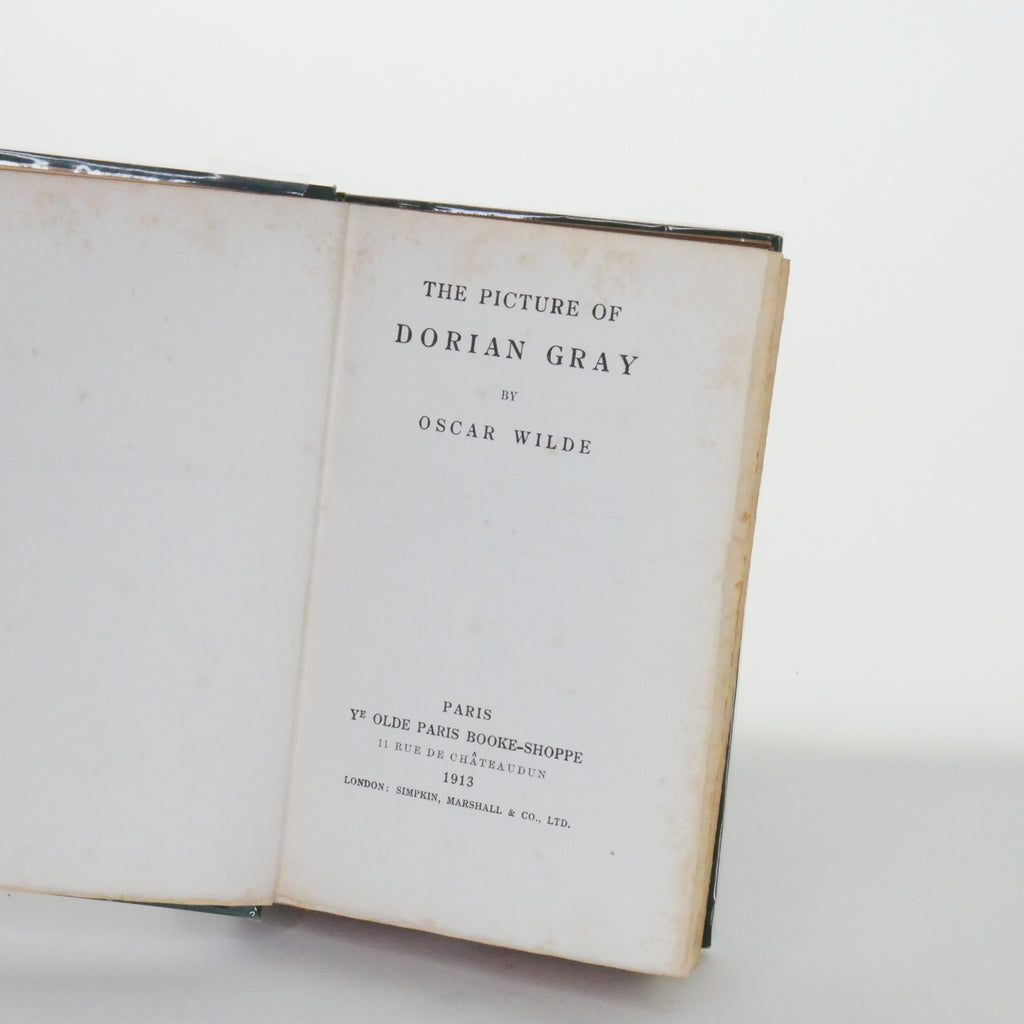 THE PICTURE OF
DORIAN GRAY
BY
OSCAR WILDE
PARIS
Yᴱ OLDE PARIS BOOKE-SHOPPE
11 RUE DE CHÂTEAUDUN
1913
LONDON: SIMPKIN, MARSHALL & CO., LTD.